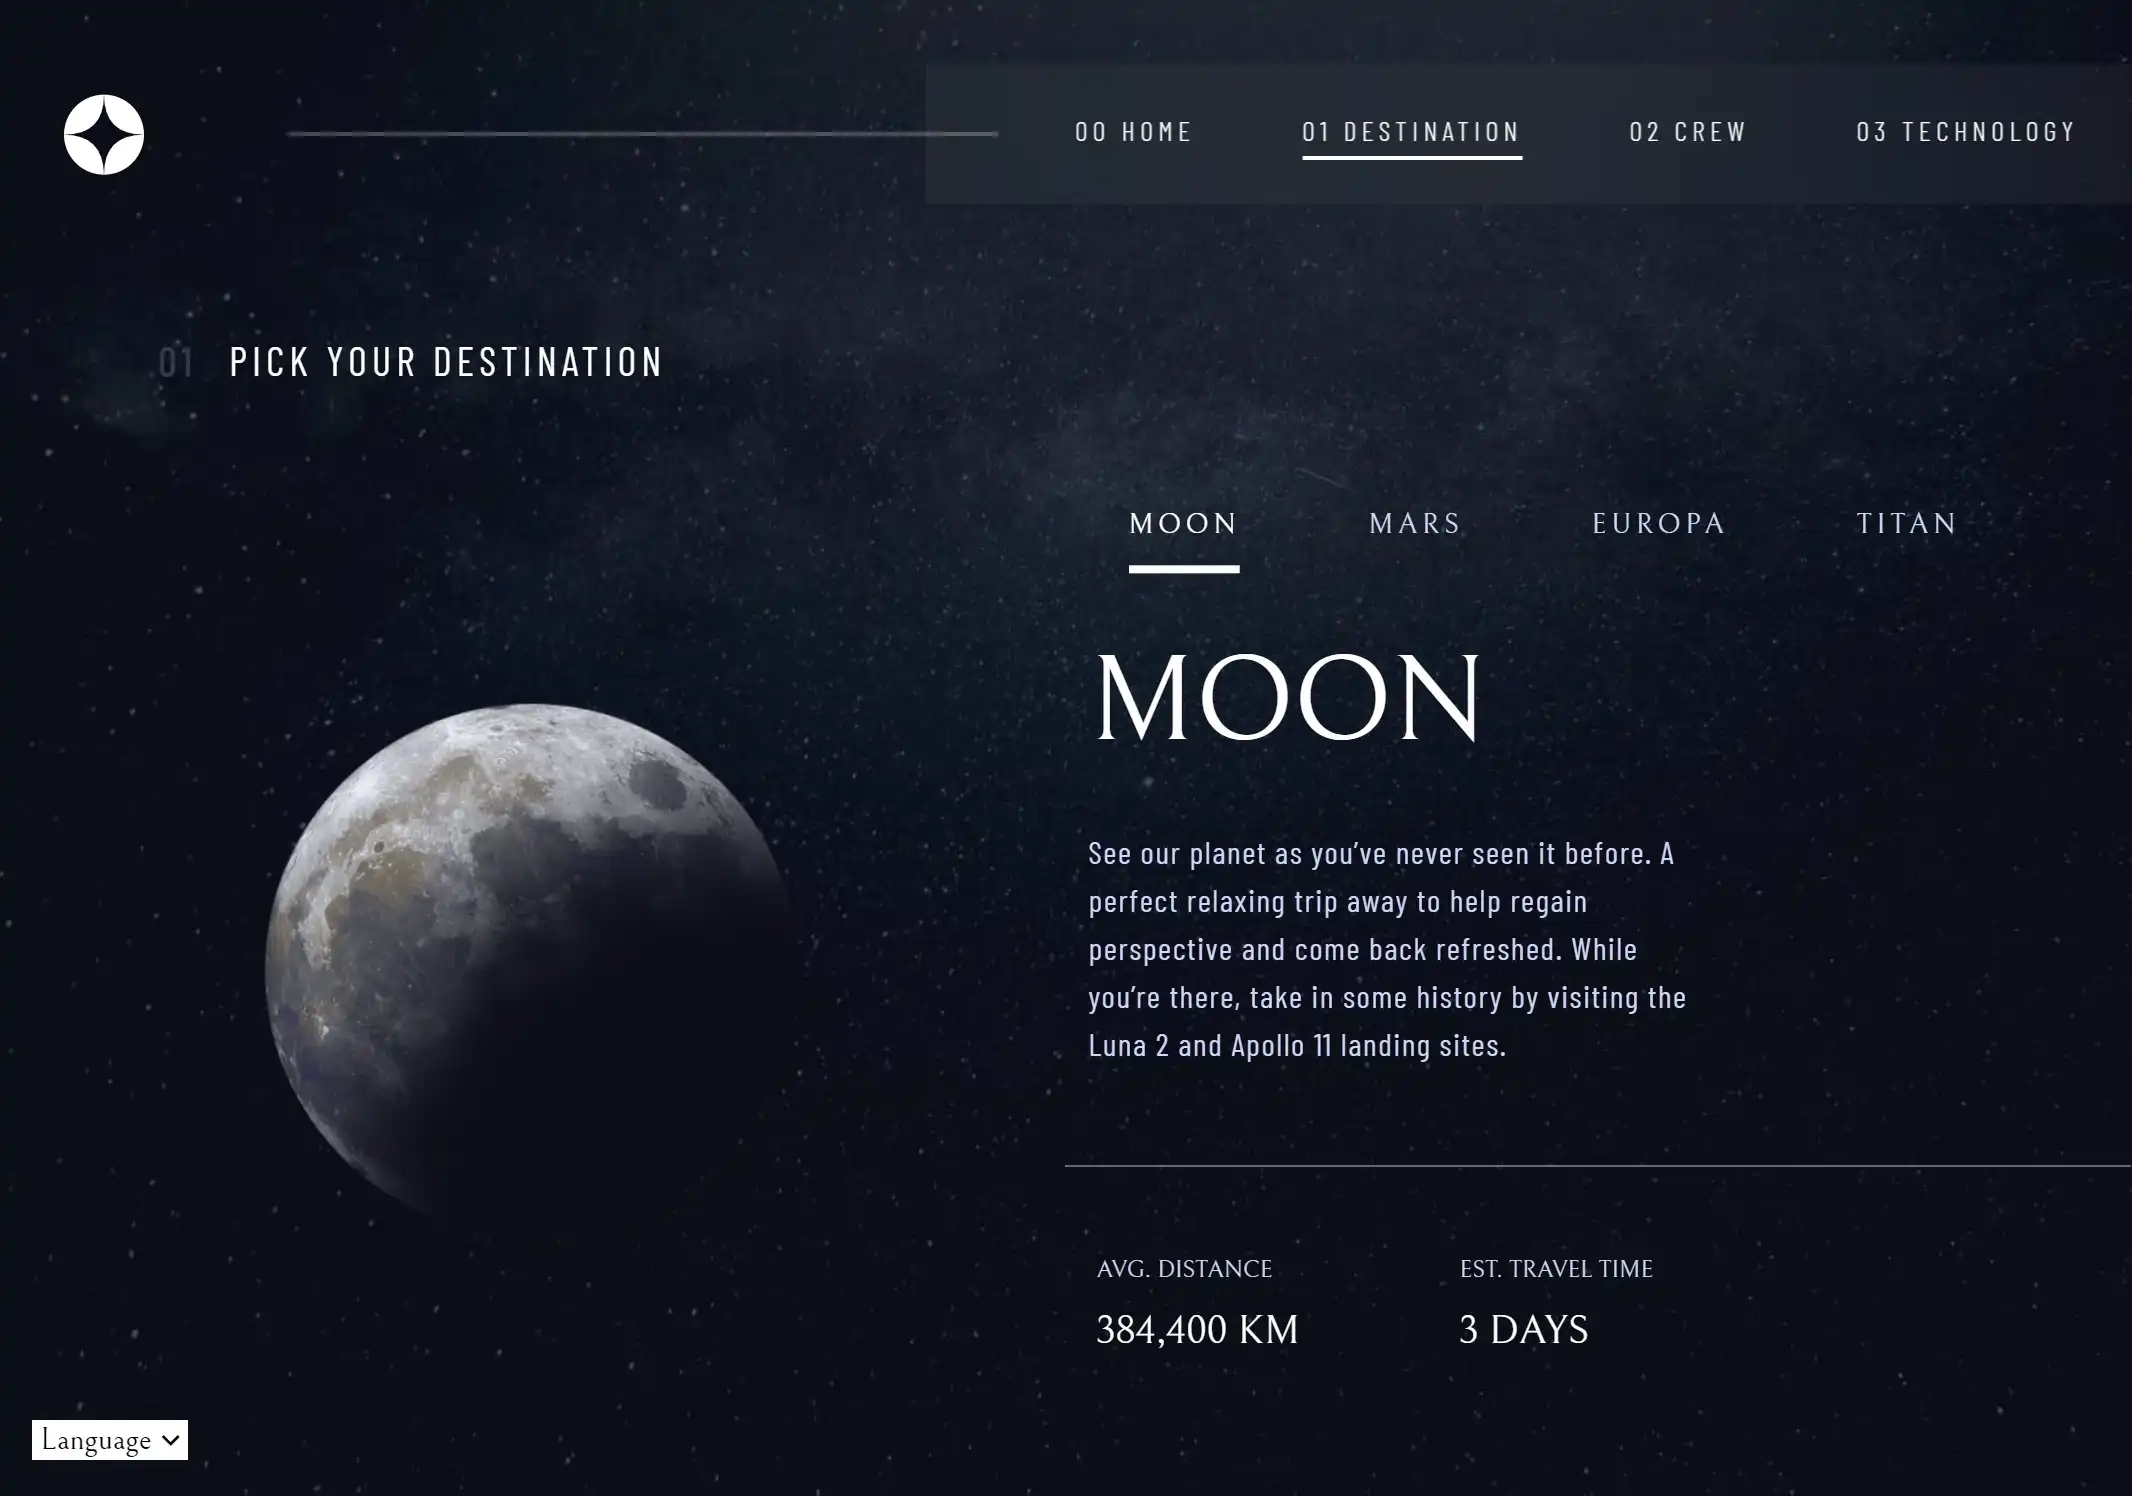 00 HOME
01 DESTINATION
02 CREW
03 TECHNOLOGY
01 PICK YOUR DESTINATION
MOON
MARS
EUROPA
TITAN
MOON
See our planet as you’ve never seen it before. A
perfect relaxing trip away to help regain
perspective and come back refreshed. While
you’re there, take in some history by visiting the
Luna 2 and Apollo 11 landing sites.
AVG. DISTANCE
384,400 KM
EST. TRAVEL TIME
3 DAYS
Language